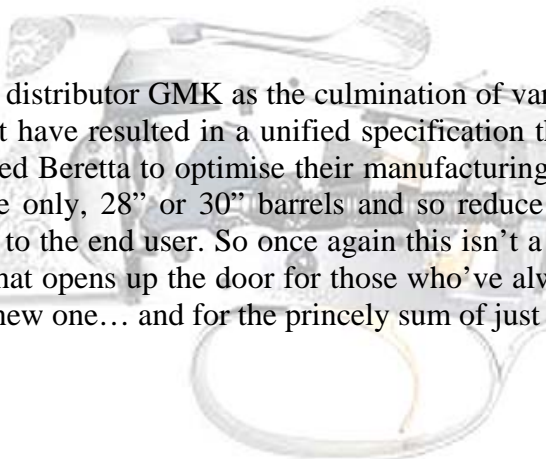 distributor GMK as the culmination of var
t have resulted in a unified specification th
ed Beretta to optimise their manufacturing
e only, 28” or 30” barrels and so reduce
to the end user. So once again this isn’t a
hat opens up the door for those who’ve alw
new one… and for the princely sum of just